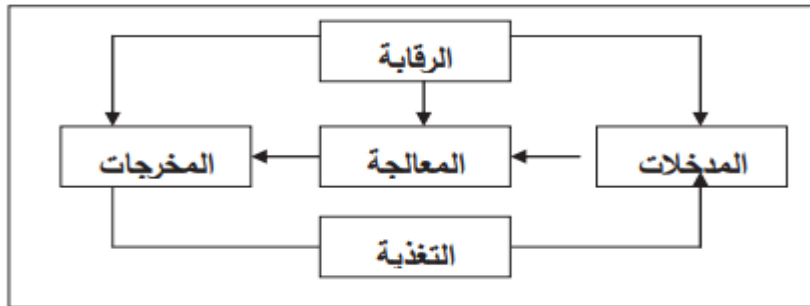 الرقابة
المدخلات
المعالجة
المخرجات
التغذية